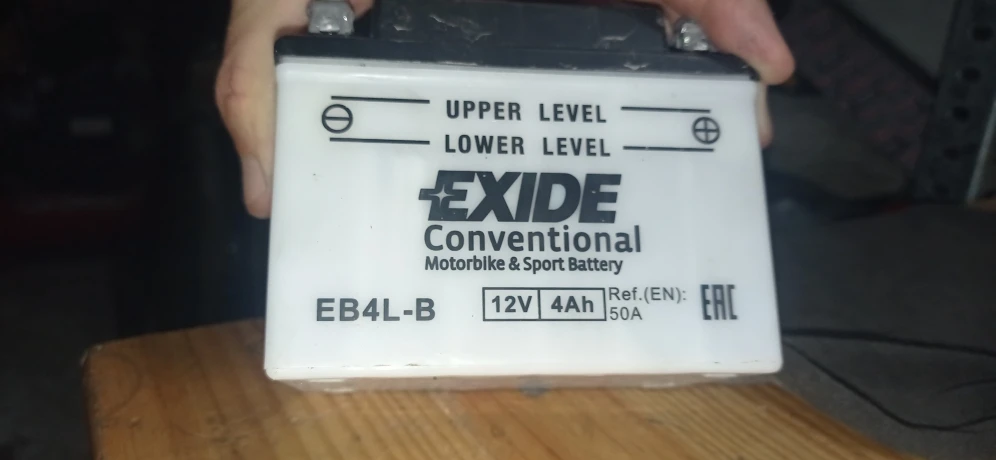 UPPER LEVEL
⊖ ⊕
LOWER LEVEL
EXIDE
Conventional
Motorbike & Sport Battery
EB4L-B 12V 4Ah Ref.(EN): EAC
50A